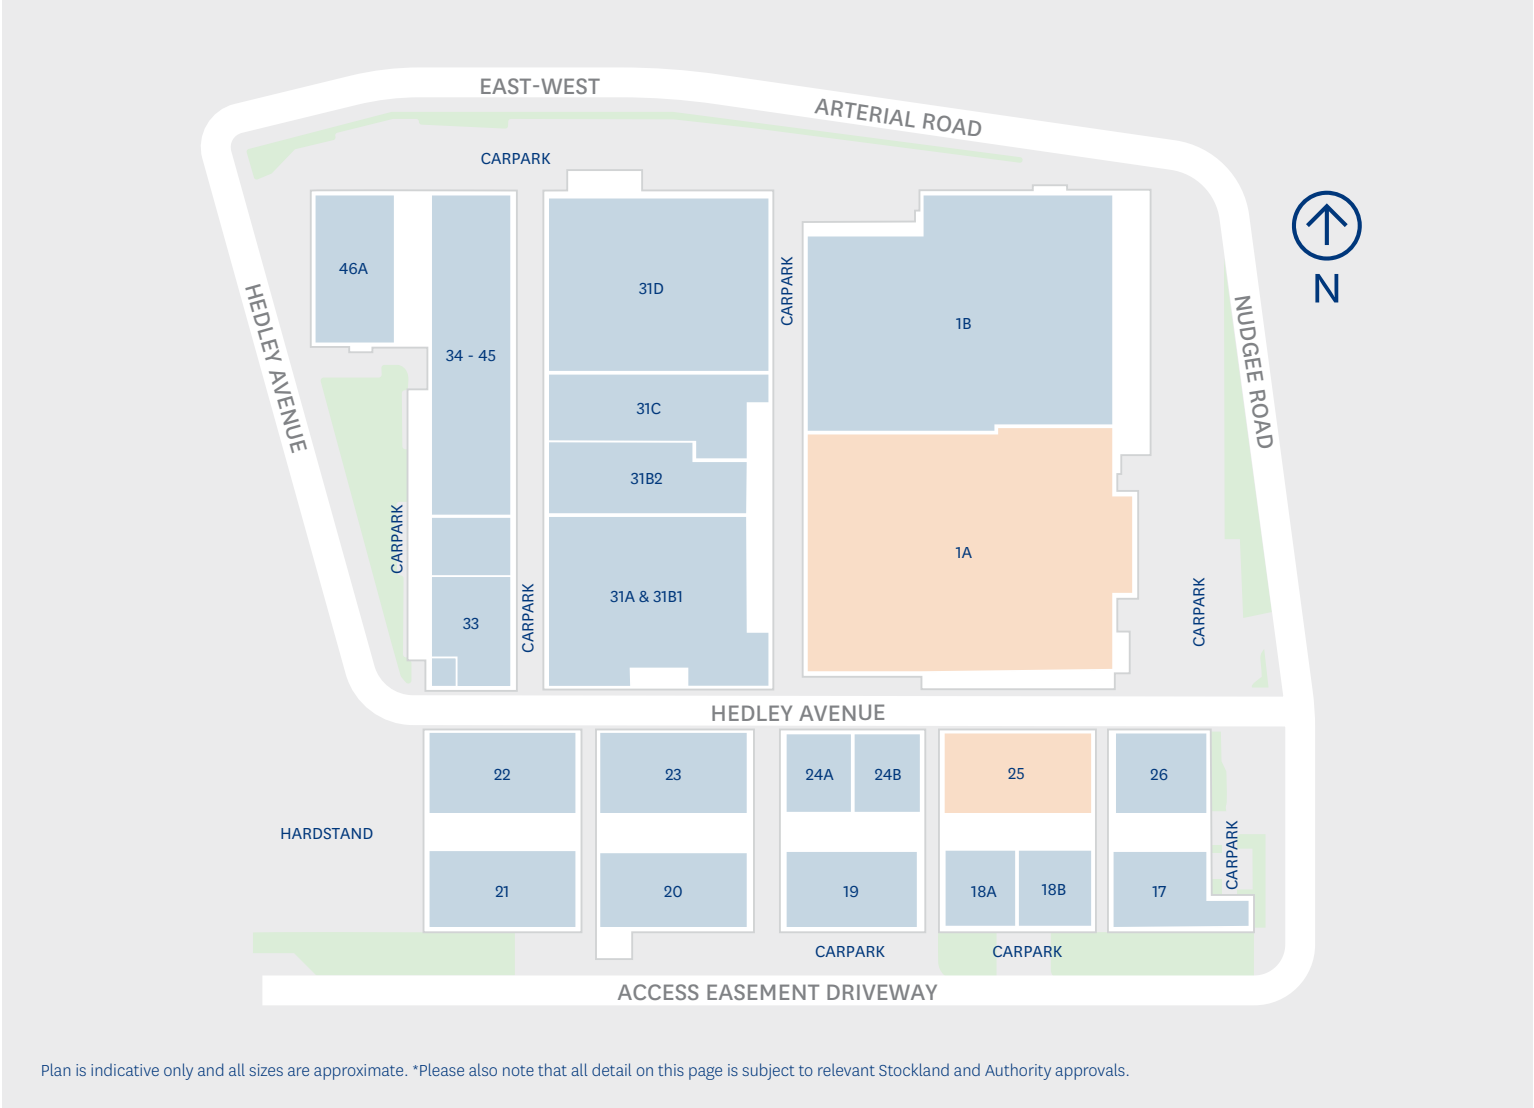 EAST-WEST
ARTERIAL ROAD
CARPARK
N
46A
34 - 45
31D
CARPARK
1B
HEDLEY AVENUE
NUDGEE ROAD
31C
31B2
CARPARK
1A
31A & 31B1
33
CARPARK
CARPARK
HEDLEY AVENUE
22
23
24A
24B
25
26
HARDSTAND
CARPARK
21
20
19
18A
18B
17
CARPARK
CARPARK
ACCESS EASEMENT DRIVEWAY
Plan is indicative only and all sizes are approximate. *Please also note that all detail on this page is subject to relevant Stockland and Authority approvals.